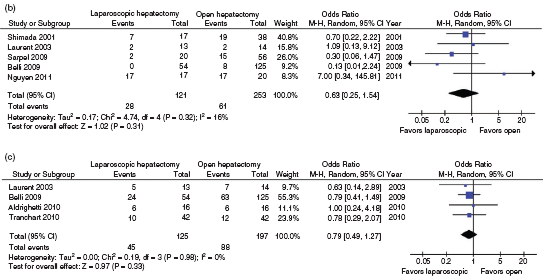 (b)
Laparoscopic hepatectomy Open hepatectomy Odds Ratio Odds Ratio
Study or Subgroup Events Total Events Total Weight M-H, Random, 95% CI M-H, Random, 95% CI
Shimada 2001 7 17 19 38 40.8% 0.70 [0.22, 2.22] 2001
Laurent 2003 2 13 2 14 15.5% 1.09 [0.13, 9.12] 2003
Sarpel 2009 2 20 15 56 26.6% 0.30 [0.06, 1.47] 2009
Belli 2009 0 54 8 125 9.2% 0.13 [0.01, 2.24] 2009
Nguyen 2011 17 17 17 20 8.1% 7.00 [0.34, 145.81] 2011
Total (95% CI) 121 253 100.0% 0.63 [0.25, 1.54]
Total events 28 61
Heterogeneity: Tau² = 0.17; Chi² = 4.74, df = 4 (P = 0.32); I² = 16%
Test for overall effect: Z = 1.02 (P = 0.31)
0.05 0.2 1 5 20
Favors laparoscopic Favors open
(c)
Laparoscopic hepatectomy Open hepatectomy Odds Ratio Odds Ratio
Study or Subgroup Events Total Events Total Weight M-H, Random, 95% CI M-H, Random, 95% CI
Laurent 2003 5 13 7 14 9.7% 0.63 [0.14, 2.89] 2003
Belli 2009 24 54 63 125 55.3% 0.79 [0.41, 1.49] 2009
Aldrighetti 2010 6 16 6 16 11.1% 1.00 [0.24, 4.18] 2010
Tranchart 2010 10 42 12 42 23.9% 0.78 [0.29, 2.07] 2010
Total (95% CI) 125 197 100.0% 0.79 [0.49, 1.27]
Total events 45 88
Heterogeneity: Tau² = 0.00; Chi² = 0.19, df = 3 (P = 0.98); I² = 0%
Test for overall effect: Z = 0.97 (P = 0.33)
0.05 0.2 1 5 20
Favors laparoscopic Favors open